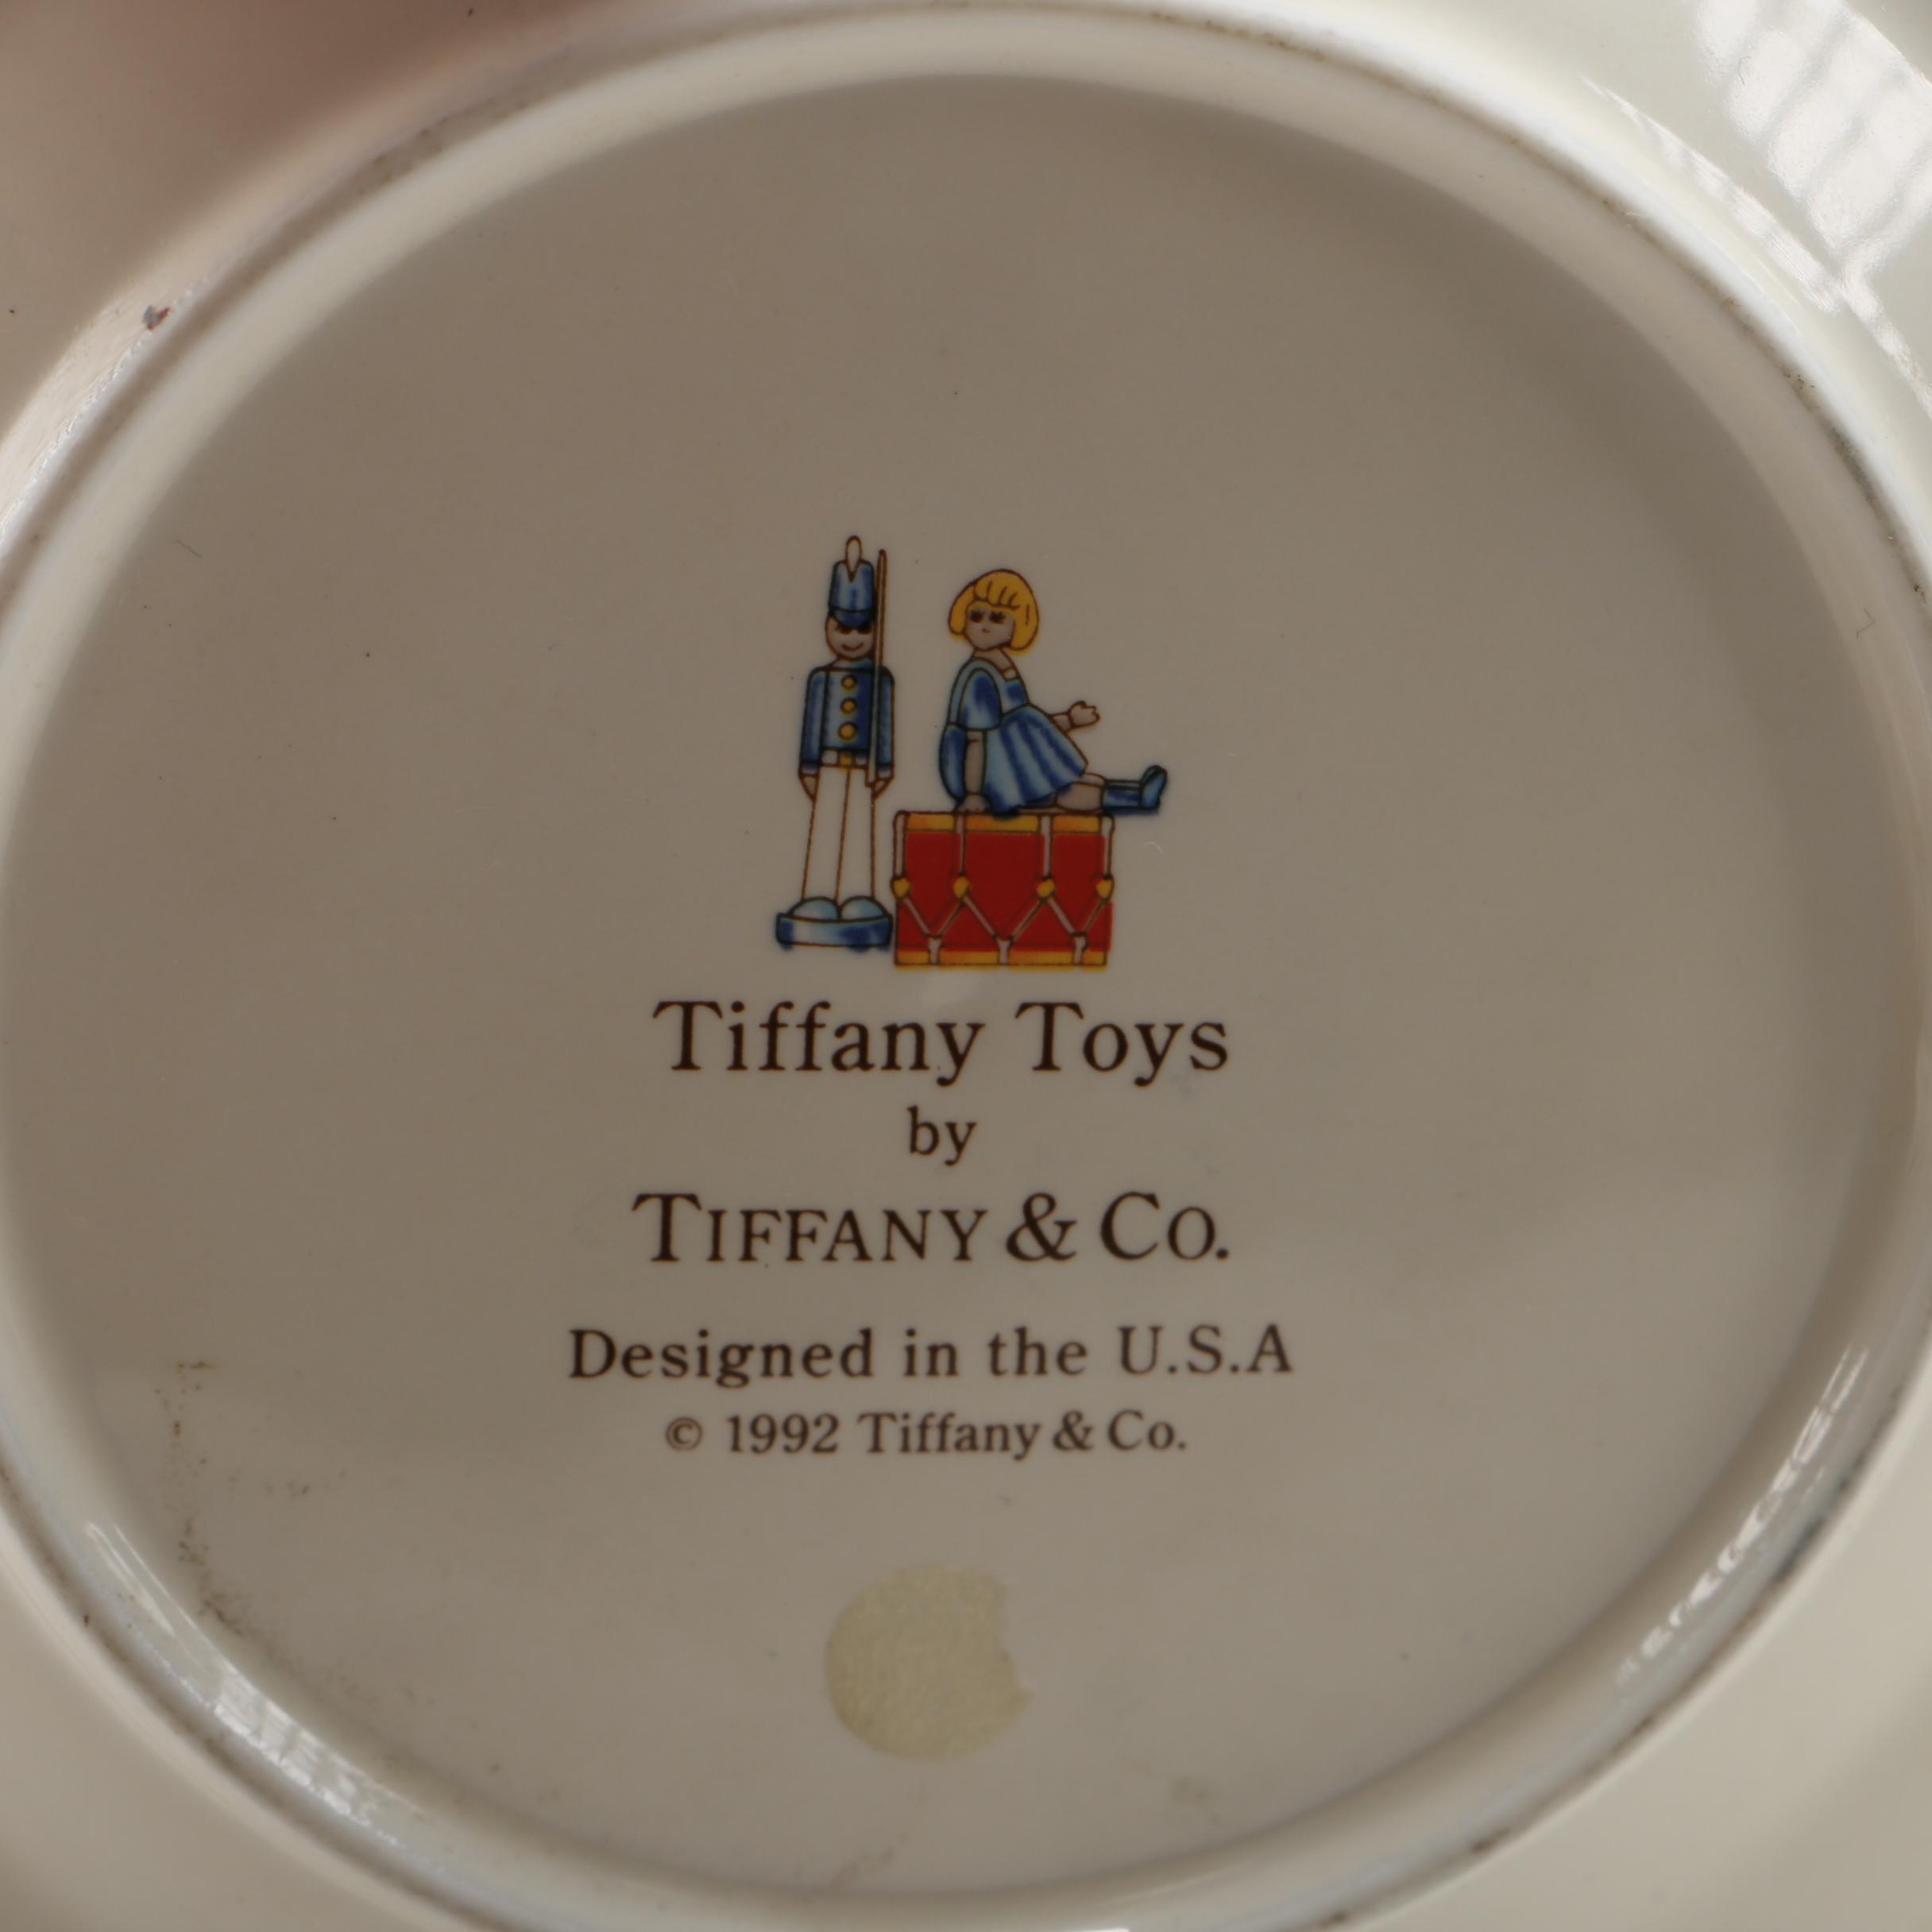 Tiffany Toys
by
TIFFANY & CO.
Designed in the U.S.A
© 1992 Tiffany & Co.